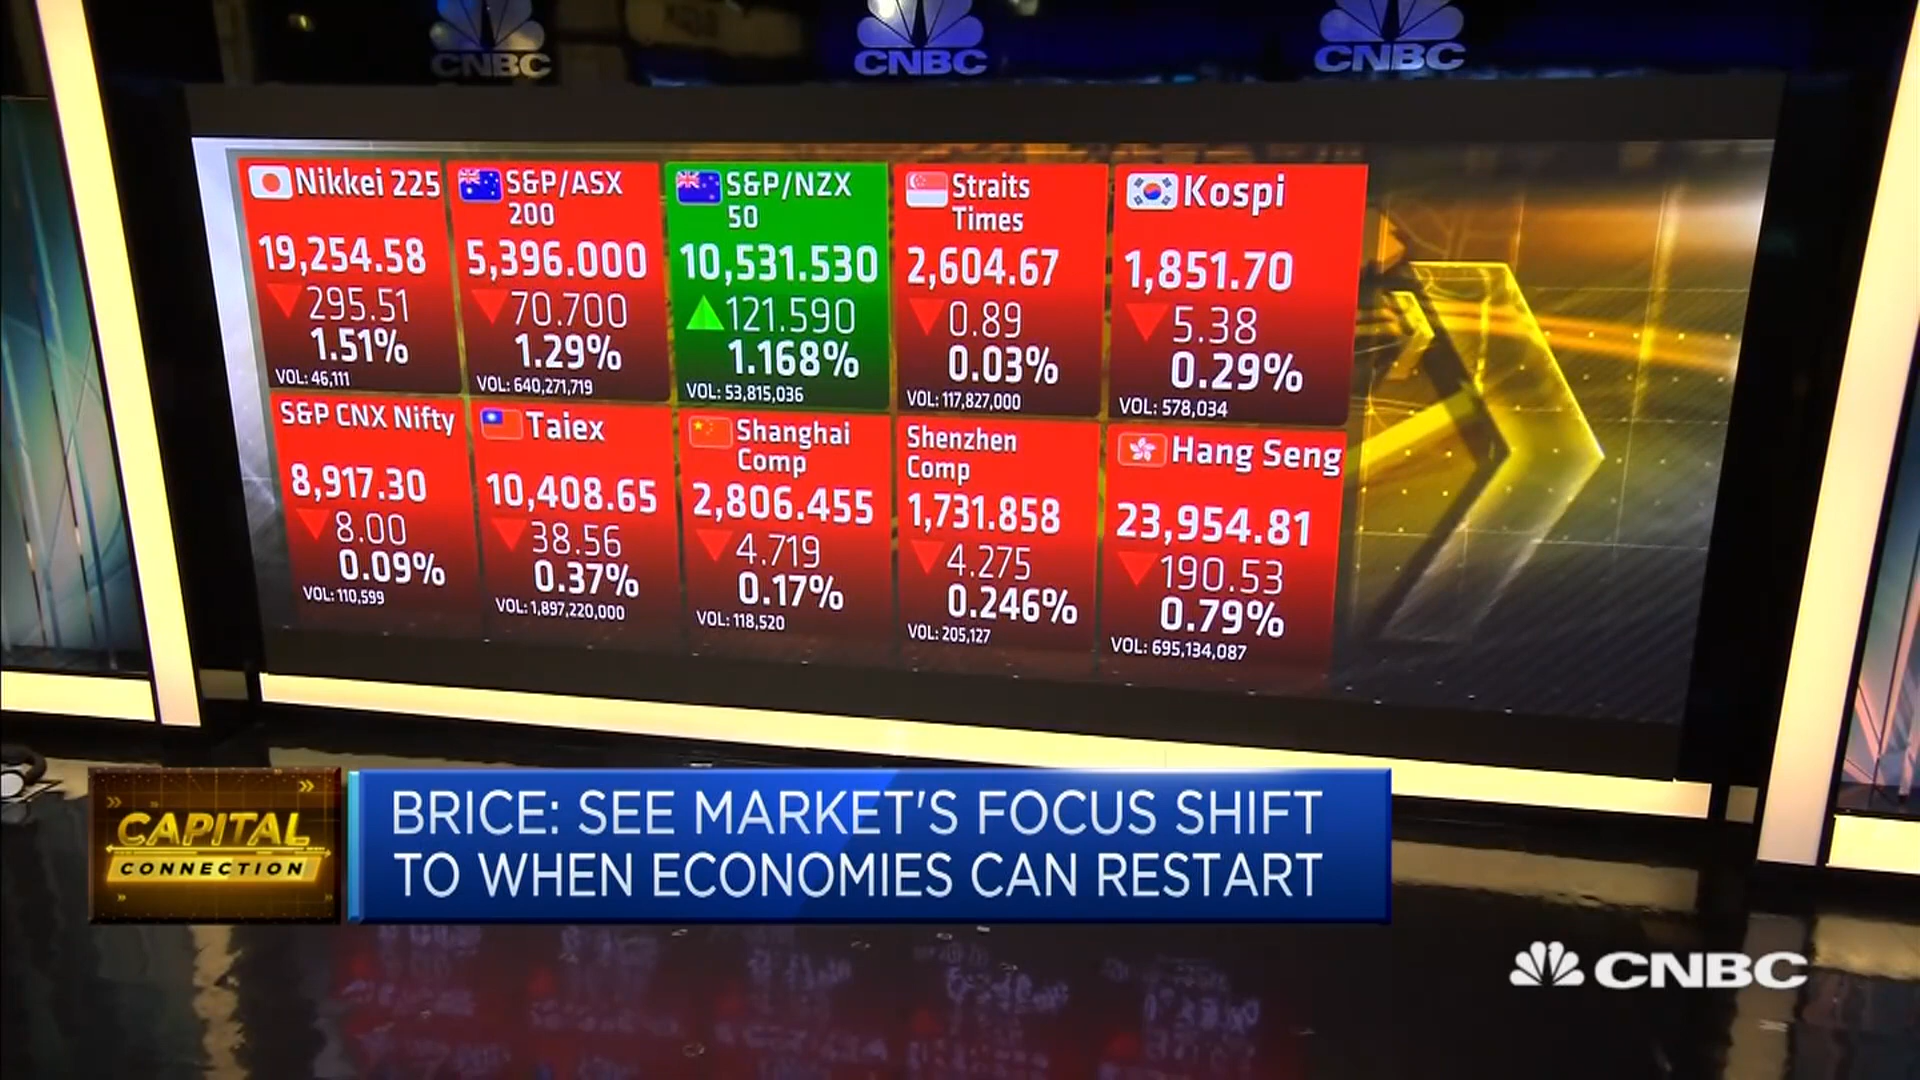 CNBC
CNBC
CNBC
Nikkei 225
19,254.58
295.51
1.51%
VOL: 46,111
S&P/ASX
200
5,396.000
70.700
1.29%
VOL: 640,271,719
S&P/NZX
50
10,531.530
121.590
1.168%
VOL: 53,815,036
Straits
Times
2,604.67
0.89
0.03%
VOL: 117,827,000
Kospi
1,851.70
5.38
0.29%
VOL: 578,034
S&P CNX Nifty
8,917.30
8.00
0.09%
VOL: 110,599
Taiex
10,408.65
38.56
0.37%
VOL: 1,897,220,000
Shanghai
Comp
2,806.455
4.719
0.17%
VOL: 118,520
Shenzhen
Comp
1,731.858
4.275
0.246%
VOL: 205,127
Hang Seng
23,954.81
190.53
0.79%
VOL: 695,134,087
CAPITAL
CONNECTION
BRICE: SEE MARKET'S FOCUS SHIFT
TO WHEN ECONOMIES CAN RESTART
CNBC